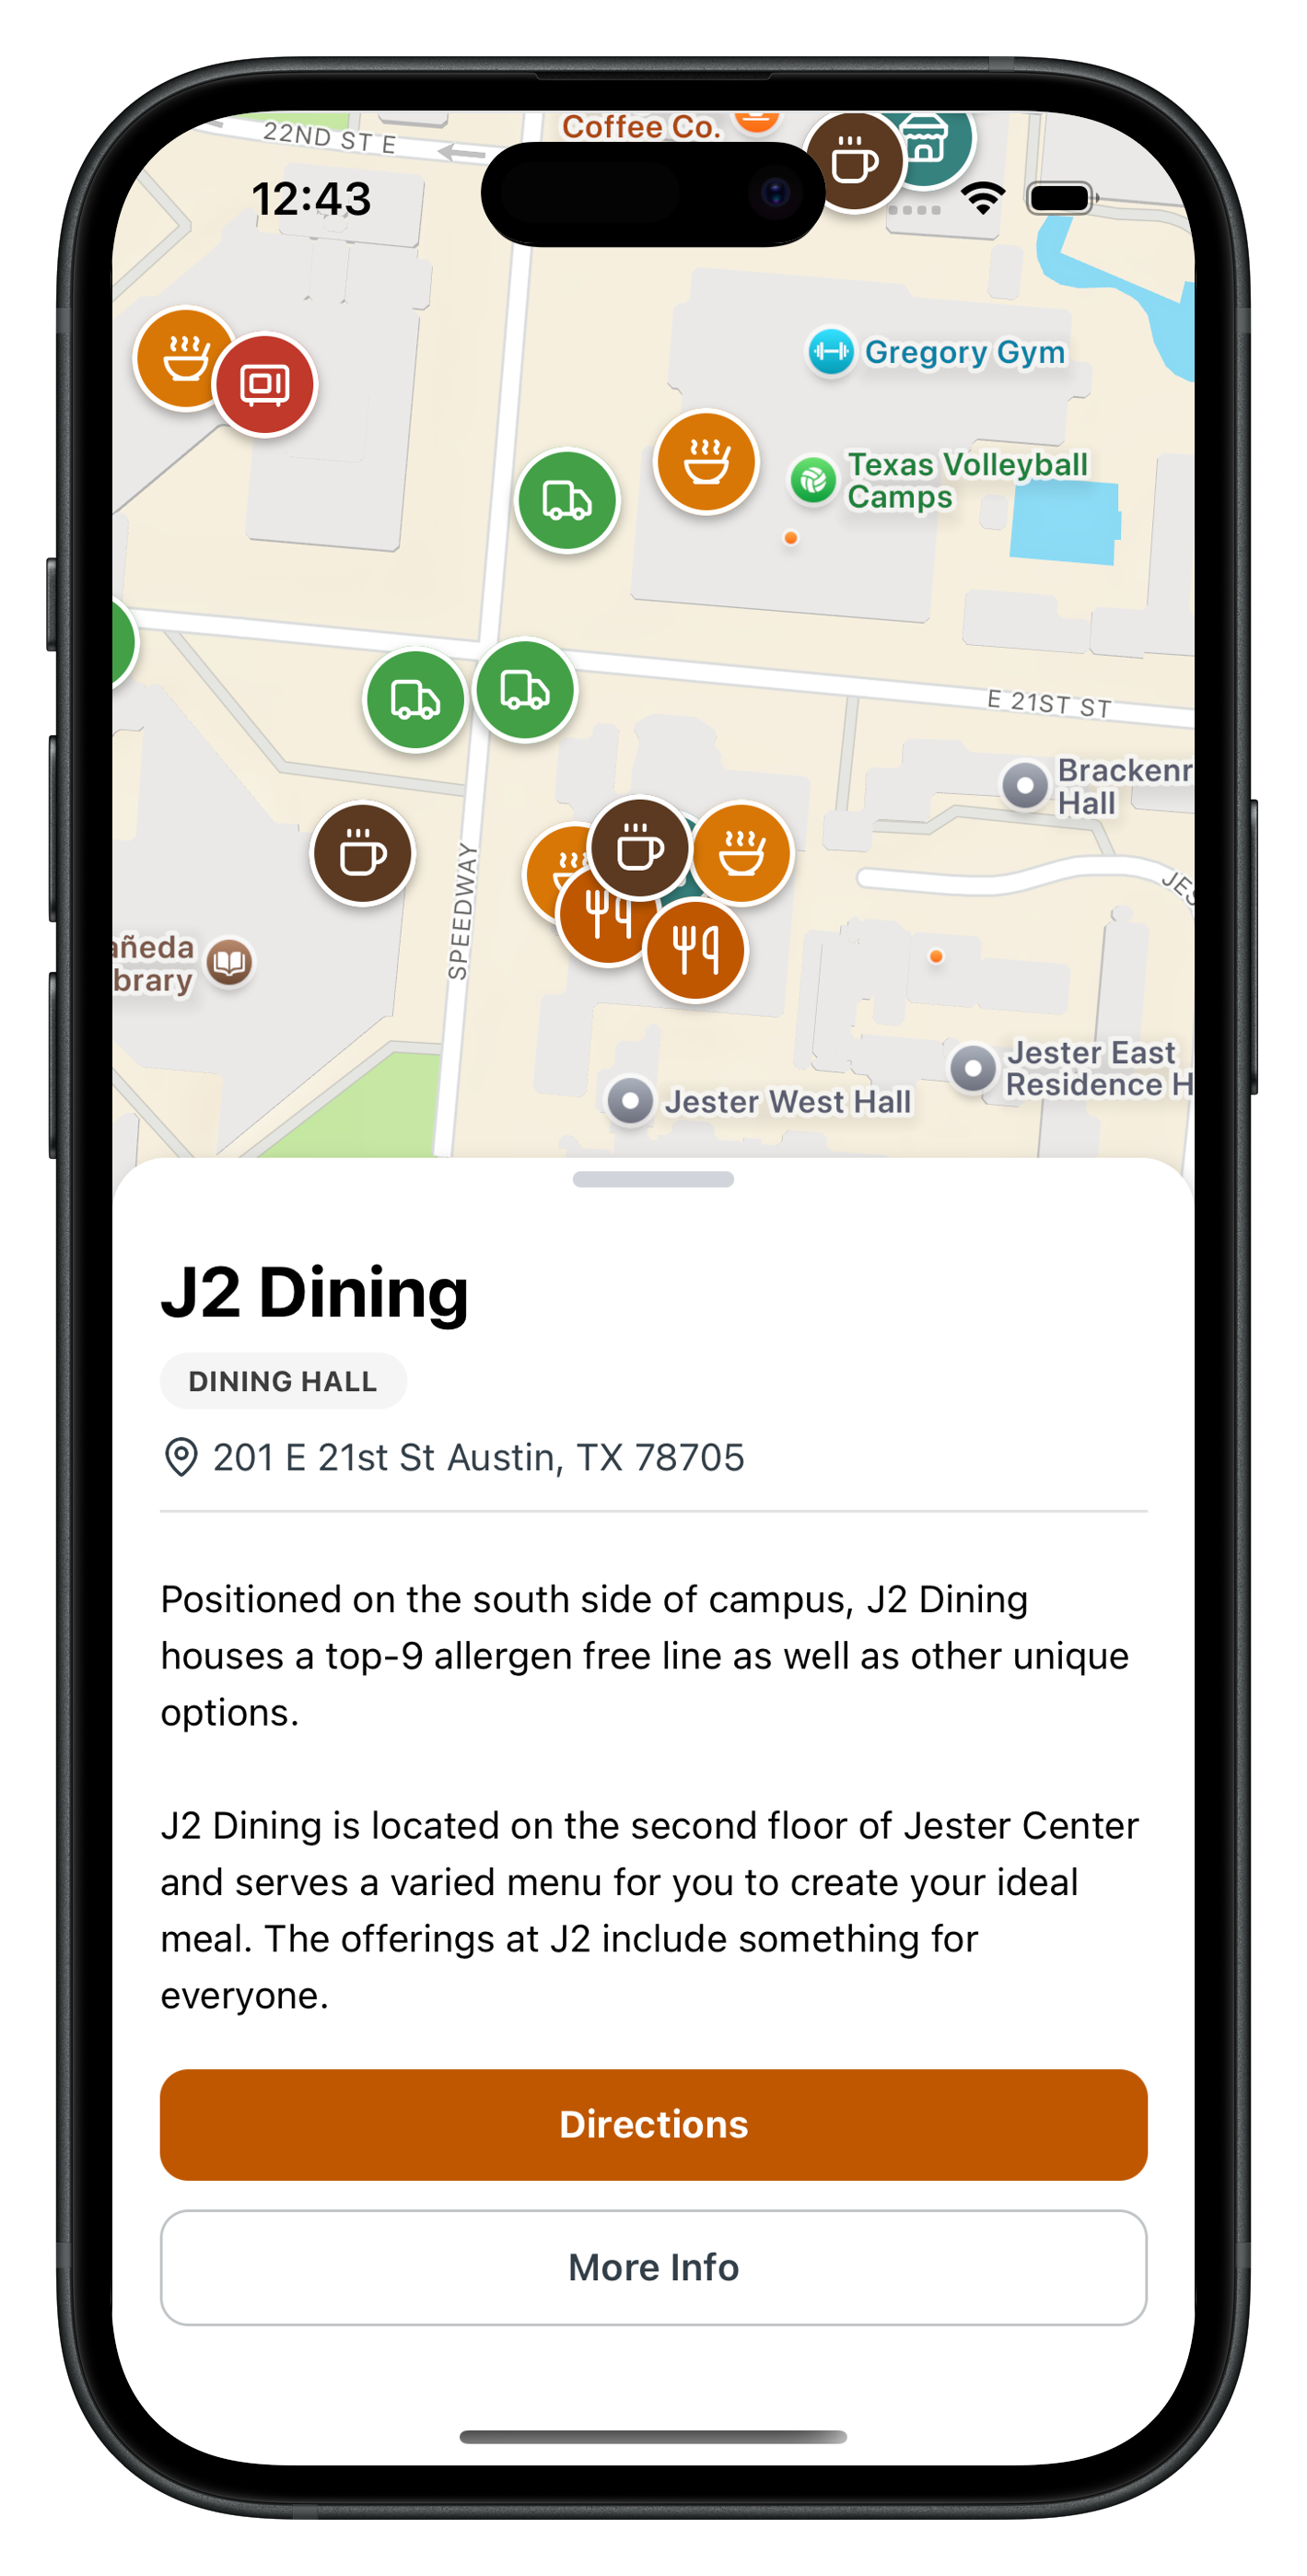 22ND ST E
Coffee Co.
12:43
Gregory Gym
Texas Volleyball
Camps
E 21ST ST
Hall
SPEEDWAY
Jester East
Residence
Jester West Hall
J2 Dining
DINING HALL
201 E 21st St Austin, TX 78705
Positioned on the south side of campus, J2 Dining
houses a top-9 allergen free line as well as other unique
options.
J2 Dining is located on the second floor of Jester Center
and serves a varied menu for you to create your ideal
meal. The offerings at J2 include something for
everyone.
Directions
More Info